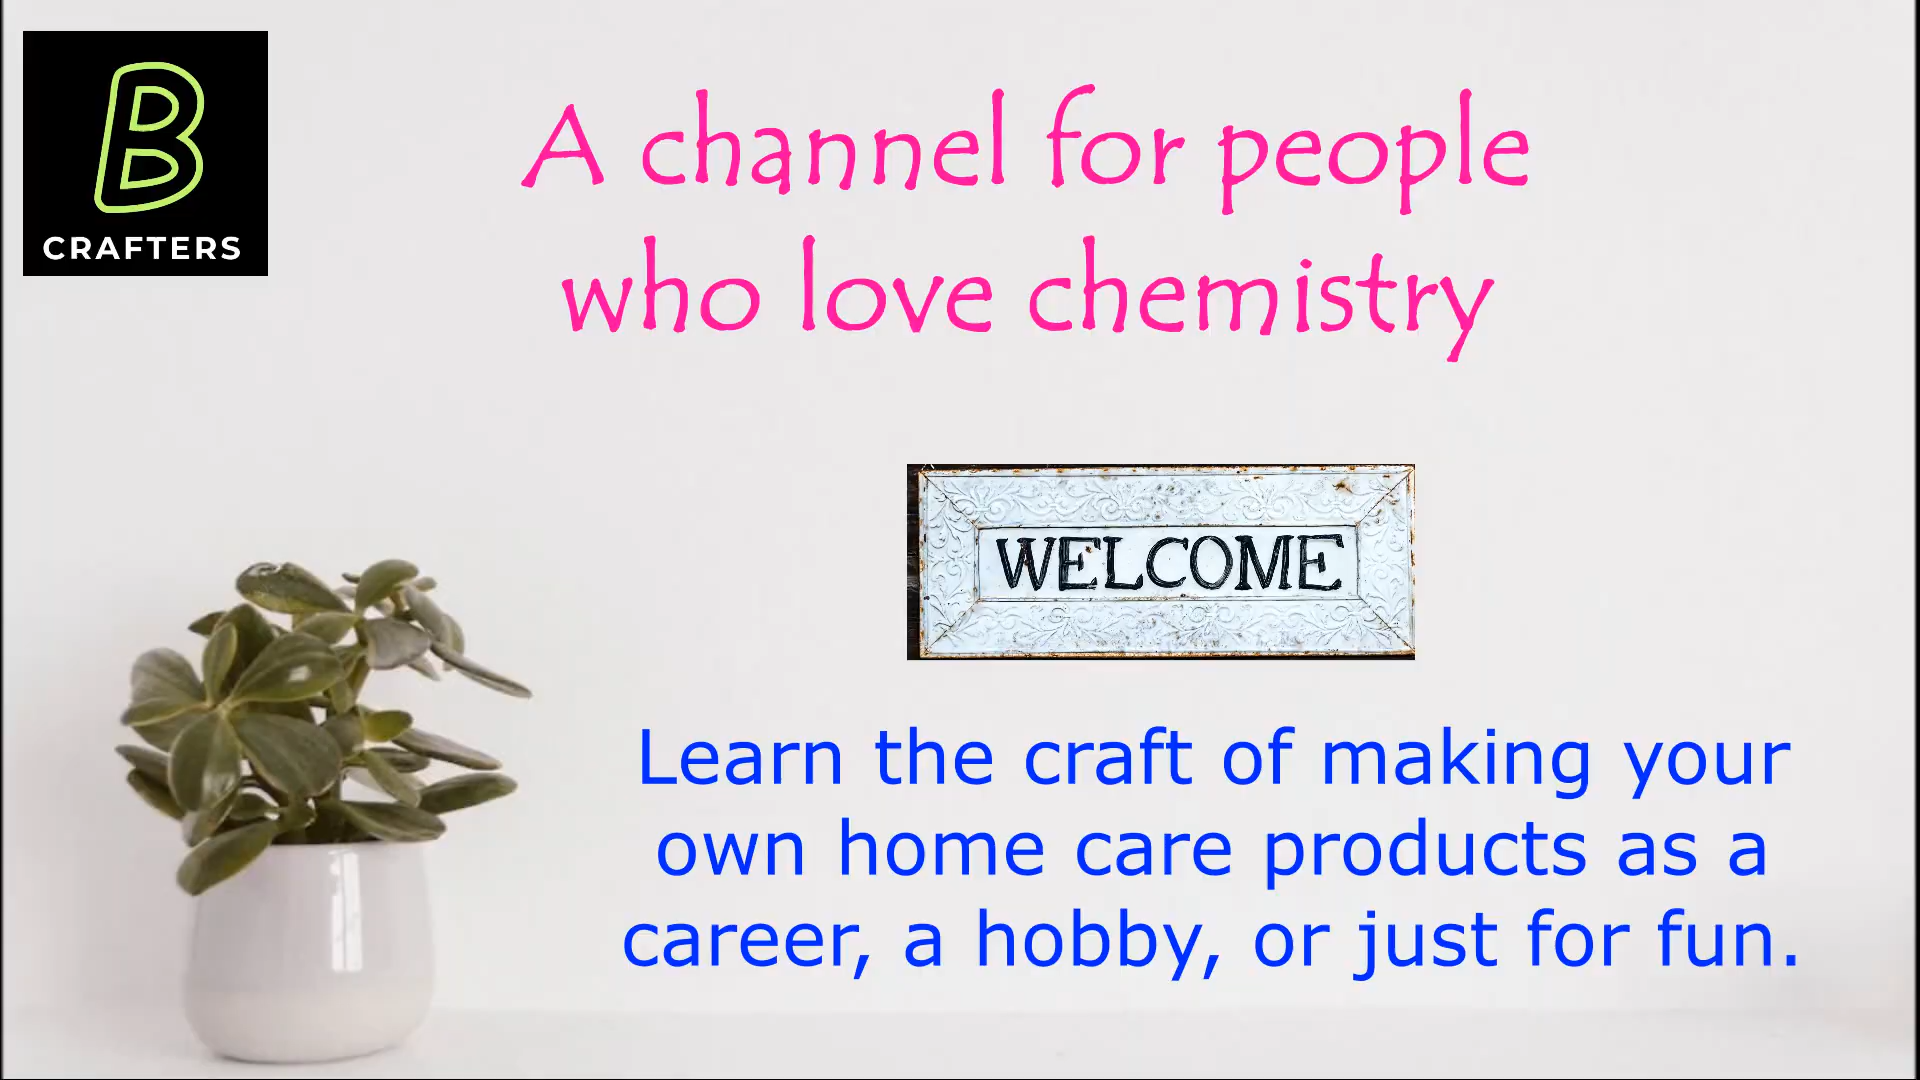 B
CRAFTERS
A channel for people
who love chemistry
WELCOME
Learn the craft of making your
own home care products as a
career, a hobby, or just for fun.